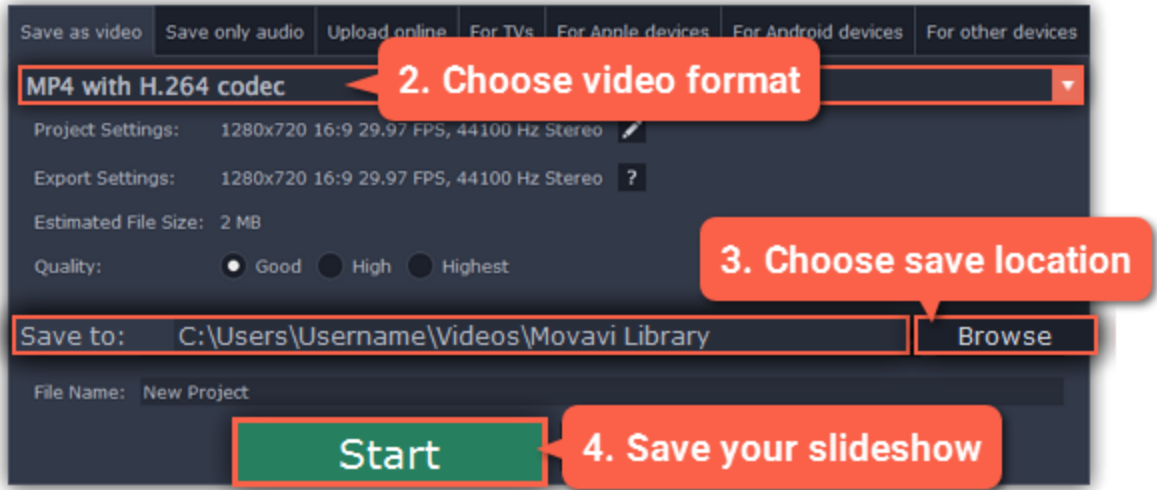 Save as video Save only audio Upload online For TVs For Apple devices For Android devices For other devices
MP4 with H.264 codec
2. Choose video format
Project Settings: 1280x720 16:9 29.97 FPS, 44100 Hz Stereo
Export Settings: 1280x720 16:9 29.97 FPS, 44100 Hz Stereo ?
Estimated File Size: 2 MB
Quality: Good High Highest
3. Choose save location
Save to: C:\Users\Username\Videos\Movavi Library Browse
File Name: New Project
Start
4. Save your slideshow